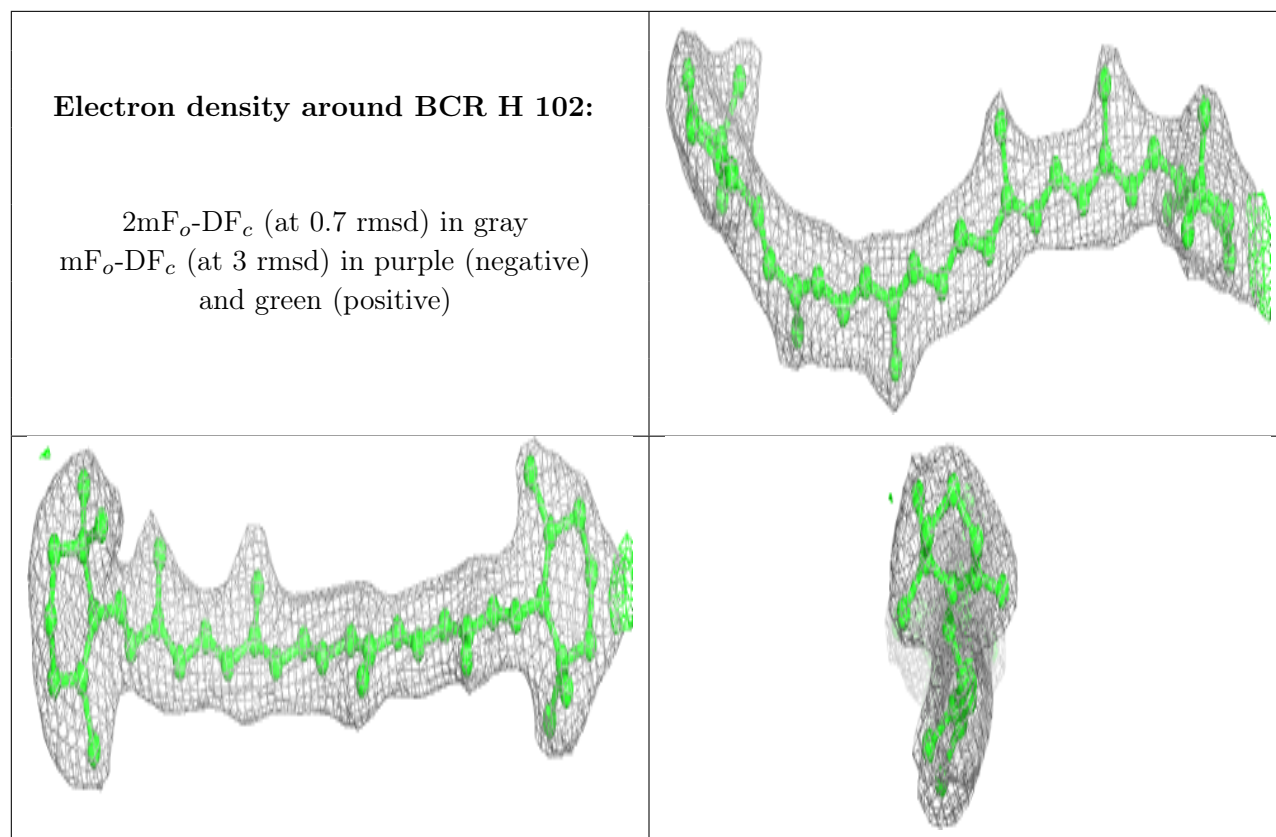 Electron density around BCR H 102:
2mFₒ-DF𝒸 (at 0.7 rmsd) in gray
mFₒ-DF𝒸 (at 3 rmsd) in purple (negative)
and green (positive)